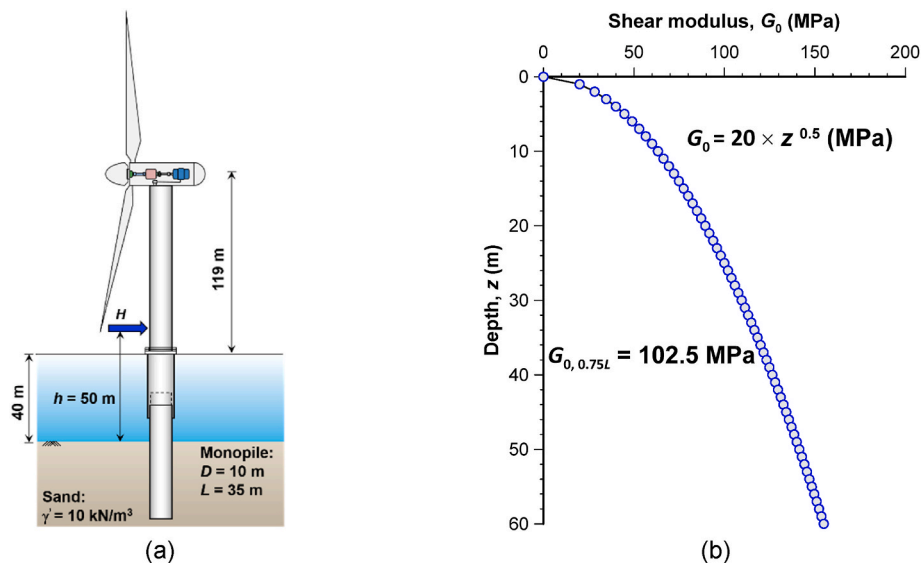 119 m
H
40 m
h = 50 m
Monopile:
D = 10 m
L = 35 m
Sand:
γ' = 10 kN/m³
(a)
Shear modulus, G₀ (MPa)
0 50 100 150 200
0
10
20
30
40
50
60
Depth, z (m)
G₀ = 20 × z ⁰·⁵ (MPa)
G₀, ₀.₇₅L = 102.5 MPa
(b)